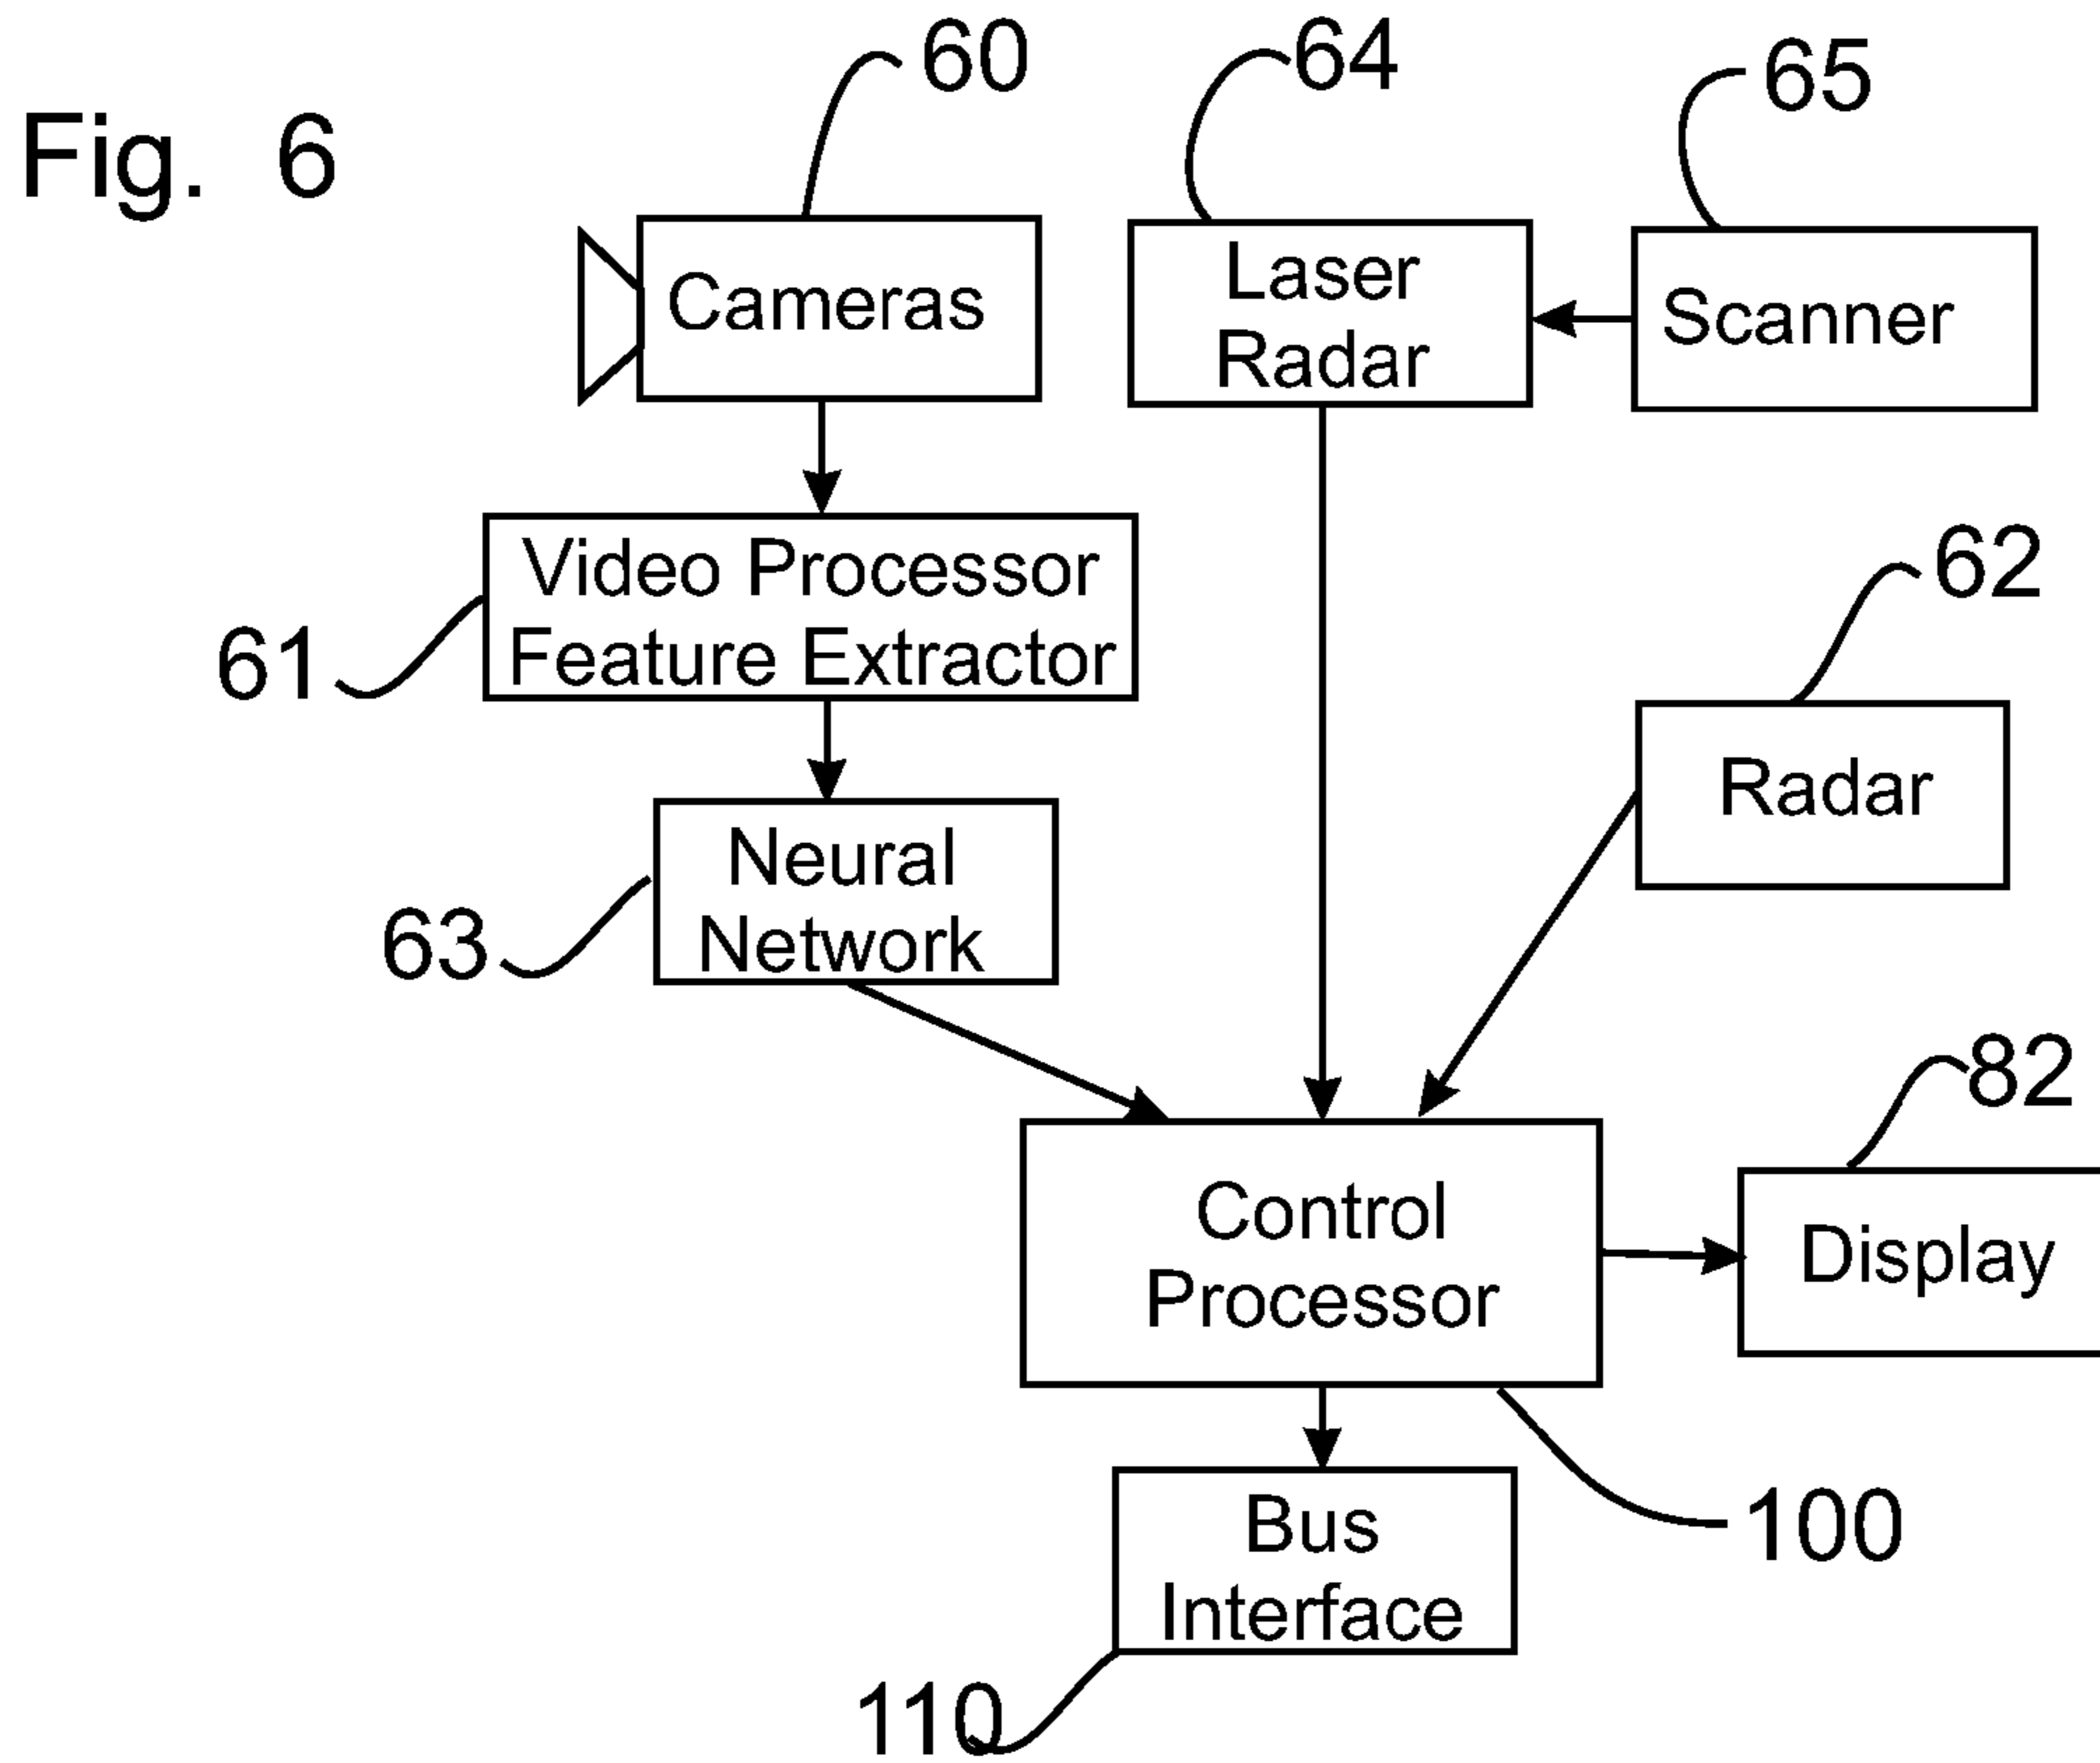 Fig. 6
60
64
65
Cameras
Laser
Radar
Scanner
Video Processor
Feature Extractor
61
62
Radar
Neural
Network
63
82
Control
Processor
Display
100
Bus
Interface
110